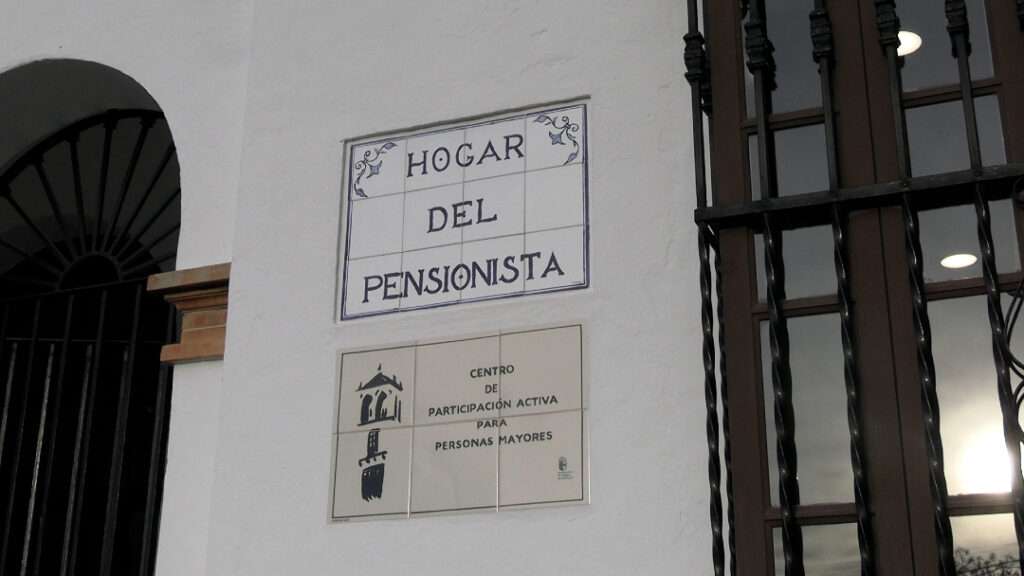 HOGAR
DEL
PENSIONISTA
CENTRO
DE
PARTICIPACIÓN ACTIVA
PARA
PERSONAS MAYORES